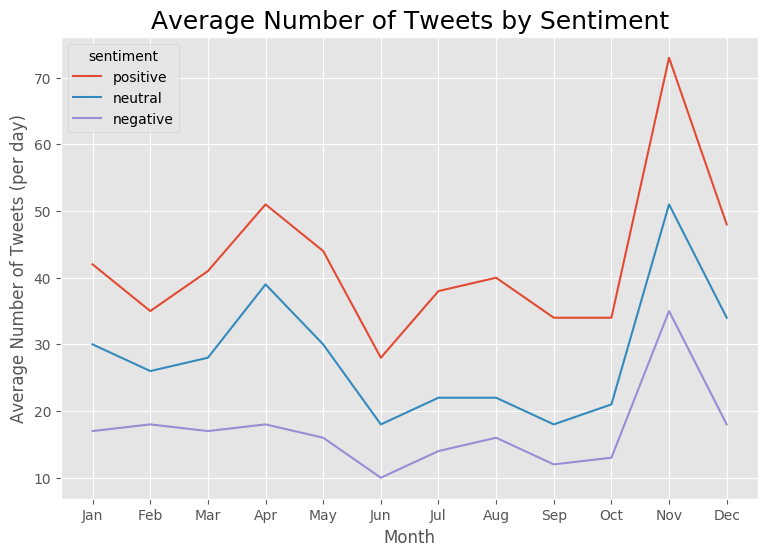 Average Number of Tweets by Sentiment
sentiment
positive
neutral
negative
Average Number of Tweets (per day)
70
60
50
40
30
20
10
Jan Feb Mar Apr May Jun Jul Aug Sep Oct Nov Dec
Month